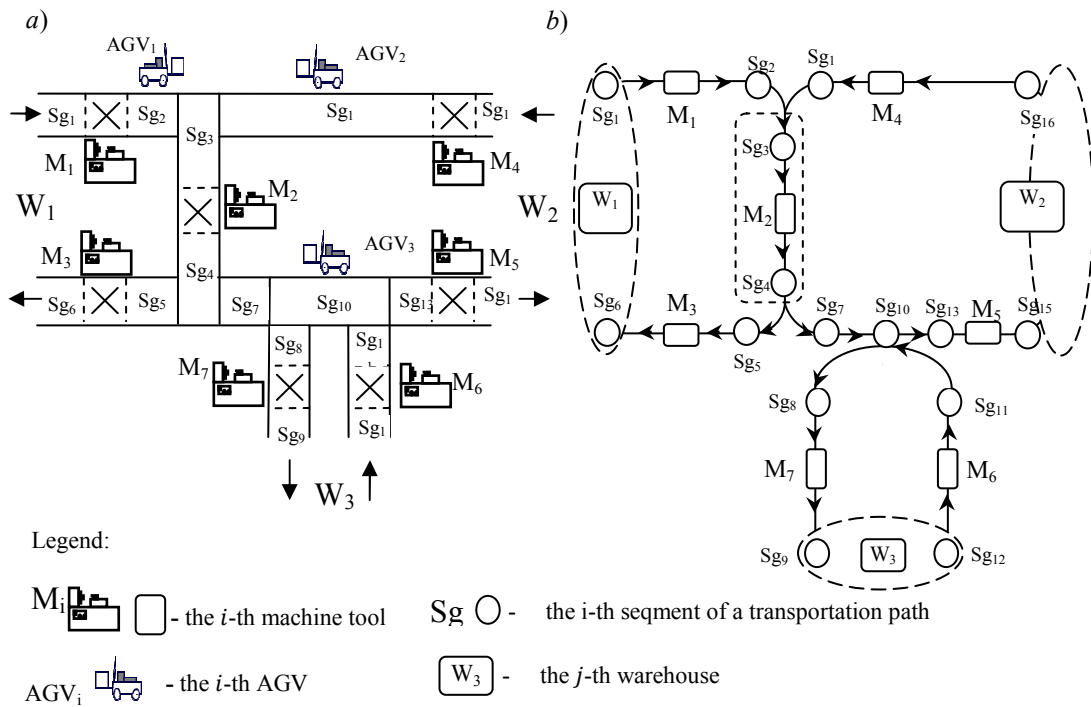 a)
b)
AGV1
AGV2
Sg1
Sg2
Sg1
Sg1
Sg3
M1
M4
M2
W1
W2
M3
AGV3
M5
Sg4
Sg6
Sg5
Sg7
Sg10
Sg13
Sg1
Sg8
Sg1
M7
M6
Sg9
Sg1
W3
Sg1
M1
Sg2
Sg1
M4
Sg16
Sg3
W1
M2
W2
Sg4
Sg6
M3
Sg5
Sg7
Sg10
Sg13
M5
Sg15
Sg8
Sg11
M7
M6
Sg9
W3
Sg12
Legend:
Mi - the i-th machine tool
Sg - the i-th seqment of a transportation path
AGVi - the i-th AGV
W3 - the j-th warehouse